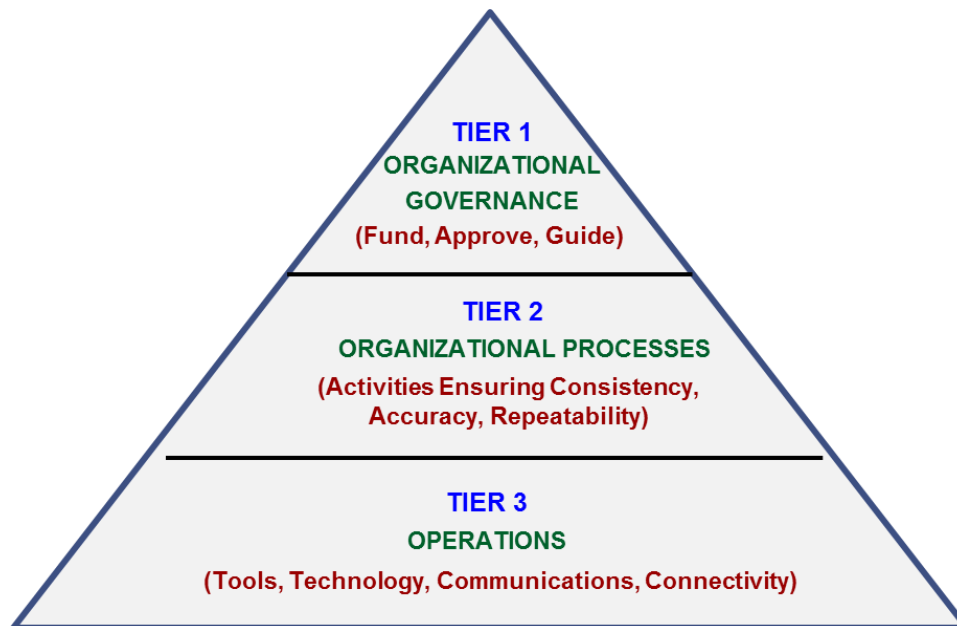 TIER 1
ORGANIZATIONAL
GOVERNANCE
(Fund, Approve, Guide)
TIER 2
ORGANIZATIONAL PROCESSES
(Activities Ensuring Consistency,
Accuracy, Repeatability)
TIER 3
OPERATIONS
(Tools, Technology, Communications, Connectivity)